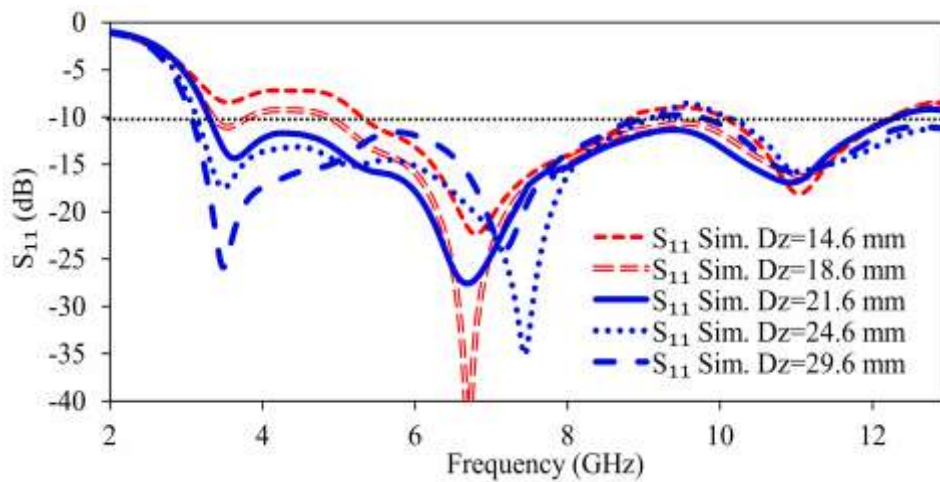 0
-5
-10
-15
-20
-25
-30
-35
-40
S₁₁ (dB)
S₁₁ Sim. Dz=14.6 mm
S₁₁ Sim. Dz=18.6 mm
S₁₁ Sim. Dz=21.6 mm
S₁₁ Sim. Dz=24.6 mm
S₁₁ Sim. Dz=29.6 mm
2 4 6 8 10 12
Frequency (GHz)